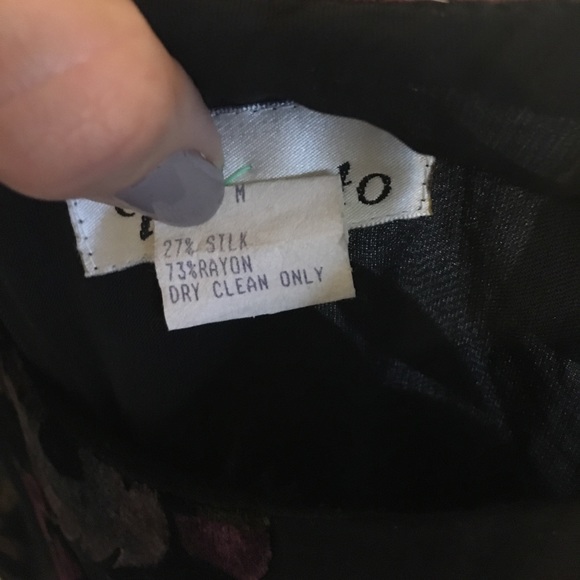 M
27% SILK
73%RAYON
DRY CLEAN ONLY